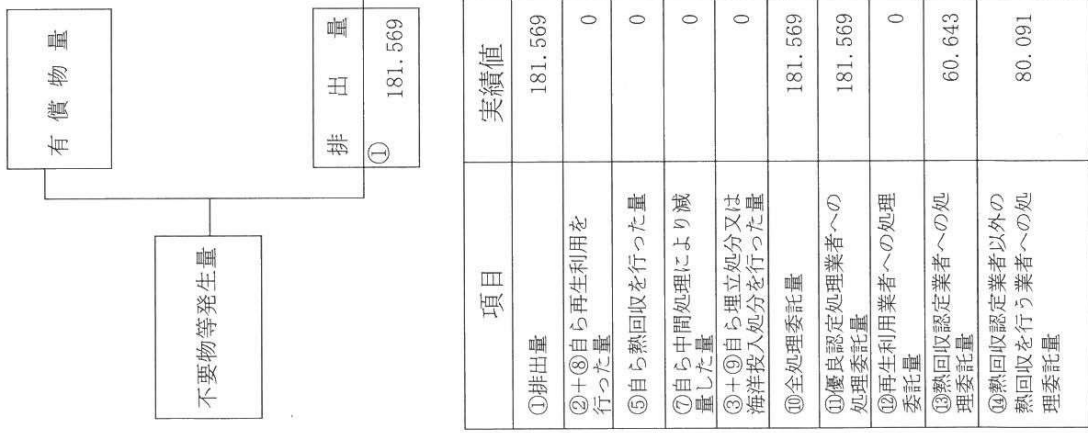 有償物量
不要物等発生量
排出量
①
181.569
項目
実績値
①排出量
181.569
②+⑧自ら再生利用を
行った量
0
⑤自ら熱回収を行った量
0
⑦自ら中間処理により減
量した量
0
③+⑨自ら埋立処分又は
海洋投入処分を行った量
0
⑩全処理委託量
181.569
⑪優良認定処理業者への
処理委託量
181.569
⑫再生利用業者への処理
委託量
0
⑬熱回収認定業者への処
理委託量
60.643
⑭熱回収認定業者以外の
熱回収を行う業者への処
理委託量
80.091